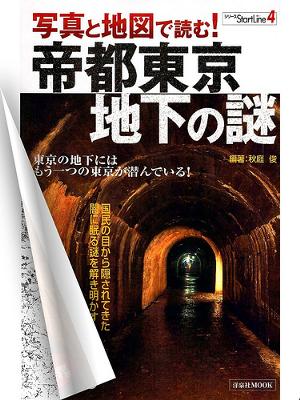 写真と地図で読む!
シリーズStartLine4
帝都東京
地下の謎
編著:秋庭 俊
東京の地下には
もう一つの東京が潜んでいる!
国民の目から隠されてきた
闇に眠る謎を解き明かす
洋泉社MOOK